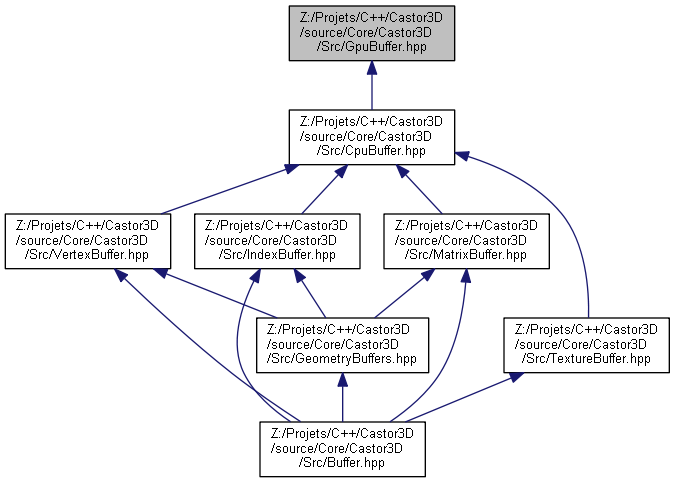 Z:/Projets/C++/Castor3D
/source/Core/Castor3D
/Src/GpuBuffer.hpp
Z:/Projets/C++/Castor3D
/source/Core/Castor3D
/Src/CpuBuffer.hpp
Z:/Projets/C++/Castor3D
/source/Core/Castor3D
/Src/VertexBuffer.hpp
Z:/Projets/C++/Castor3D
/source/Core/Castor3D
/Src/IndexBuffer.hpp
Z:/Projets/C++/Castor3D
/source/Core/Castor3D
/Src/MatrixBuffer.hpp
Z:/Projets/C++/Castor3D
/source/Core/Castor3D
/Src/GeometryBuffers.hpp
Z:/Projets/C++/Castor3D
/source/Core/Castor3D
/Src/TextureBuffer.hpp
Z:/Projets/C++/Castor3D
/source/Core/Castor3D
/Src/Buffer.hpp